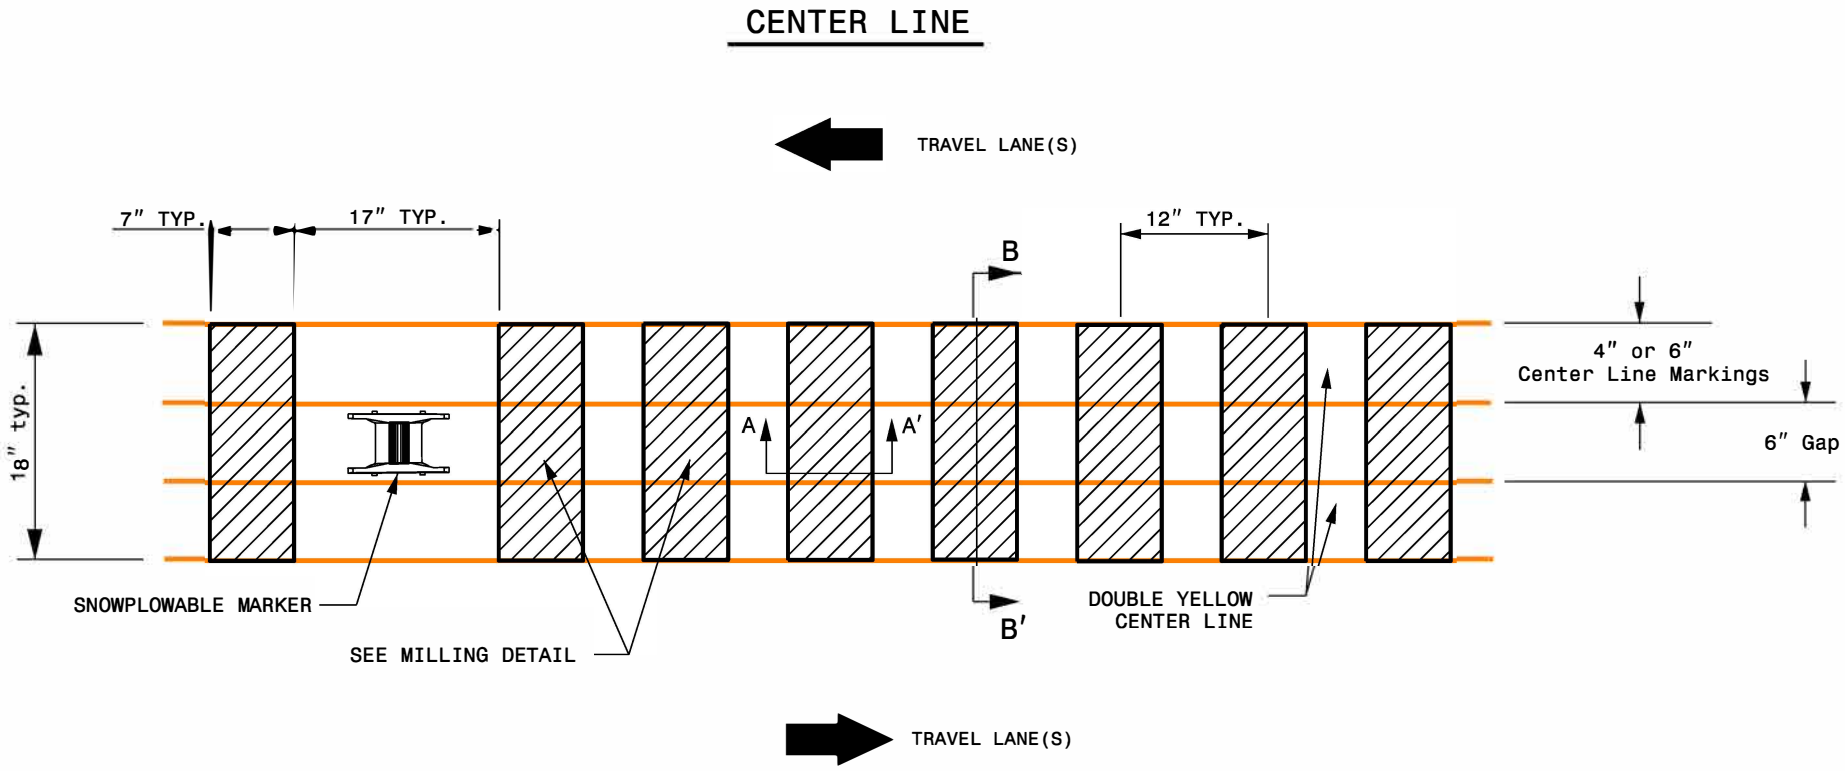 CENTER LINE
TRAVEL LANE(S)
7" TYP.
17" TYP.
12" TYP.
B
4" or 6"
Center Line Markings
18" typ.
A
A'
6" Gap
SNOWPLOWABLE MARKER
DOUBLE YELLOW
CENTER LINE
B'
SEE MILLING DETAIL
TRAVEL LANE(S)